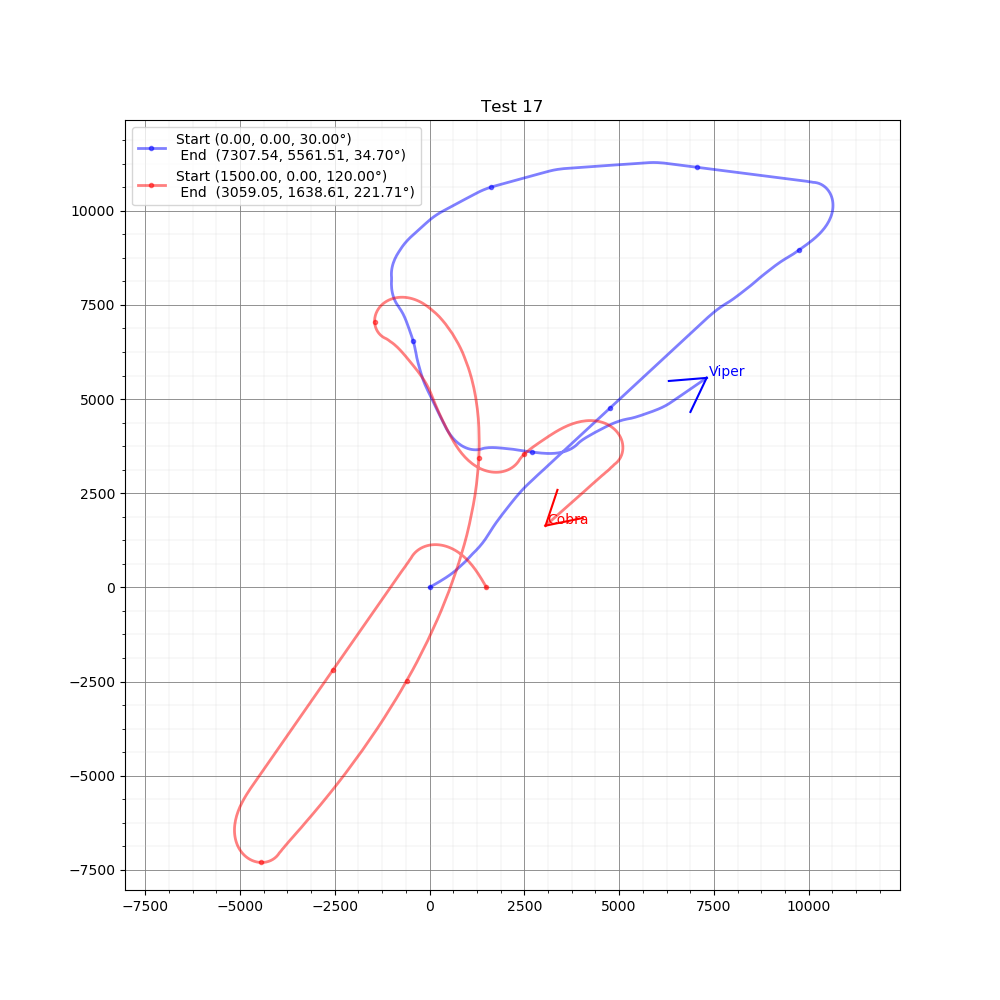 Test 17
Start (0.00, 0.00, 30.00°)
End (7307.54, 5561.51, 34.70°)
Start (1500.00, 0.00, 120.00°)
End (3059.05, 1638.61, 221.71°)
10000
7500
5000
2500
0
−2500
−5000
−7500
Viper
Cobra
−7500 −5000 −2500 0 2500 5000 7500 10000